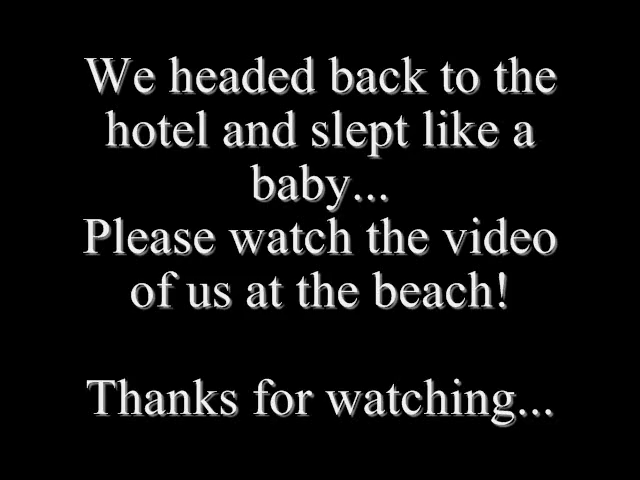 We headed back to the
hotel and slept like a
baby...
Please watch the video
of us at the beach!
Thanks for watching...